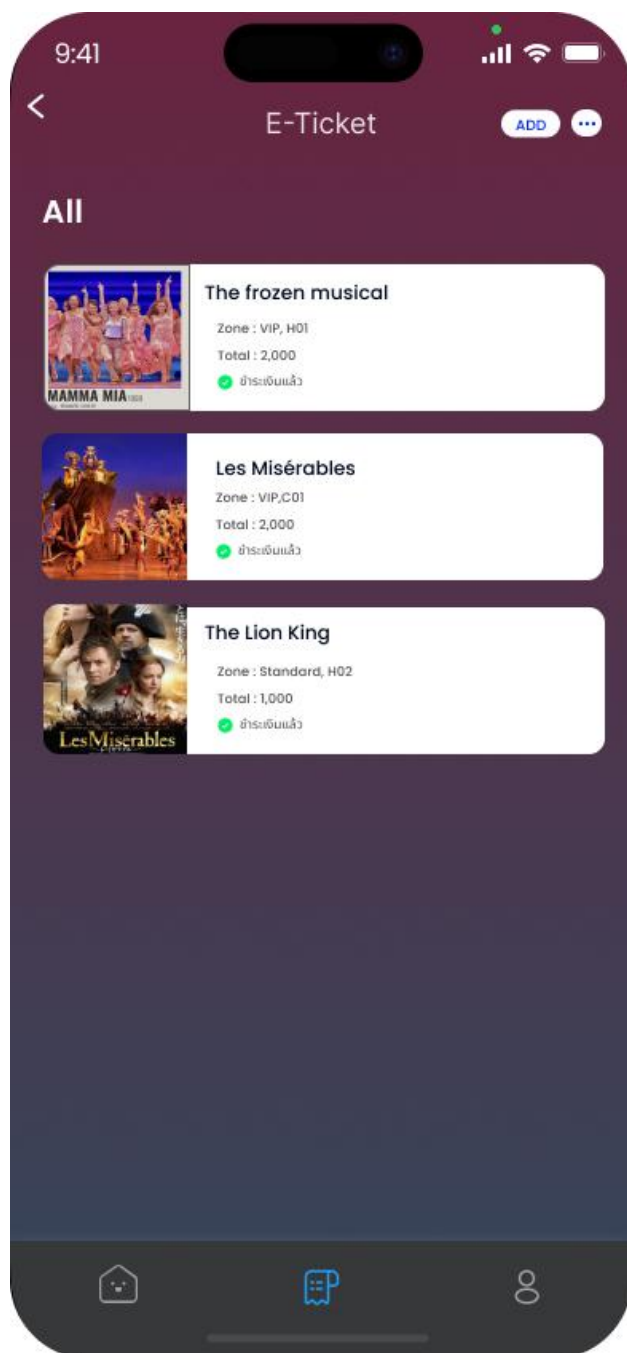 9:41
E-Ticket
ADD
All
The frozen musical
Zone : VIP, H01
Total : 2,000
ชำระเงินแล้ว
MAMMA MIA
Les Misérables
Zone : VIP,C01
Total : 2,000
ชำระเงินแล้ว
The Lion King
Zone : Standard, H02
Total : 1,000
ชำระเงินแล้ว
Les Misérables